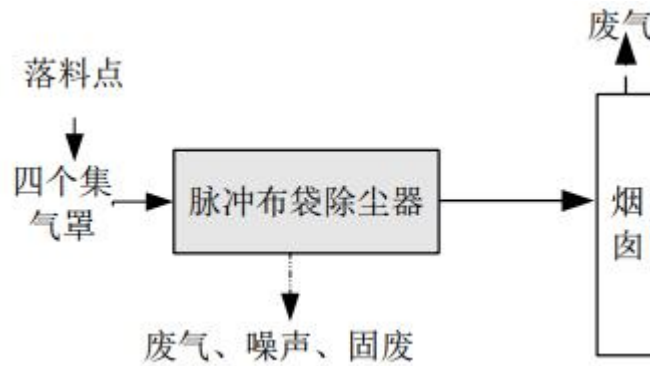 废气
落料点
四个集
气罩
脉冲布袋除尘器
烟
囱
废气、噪声、固废